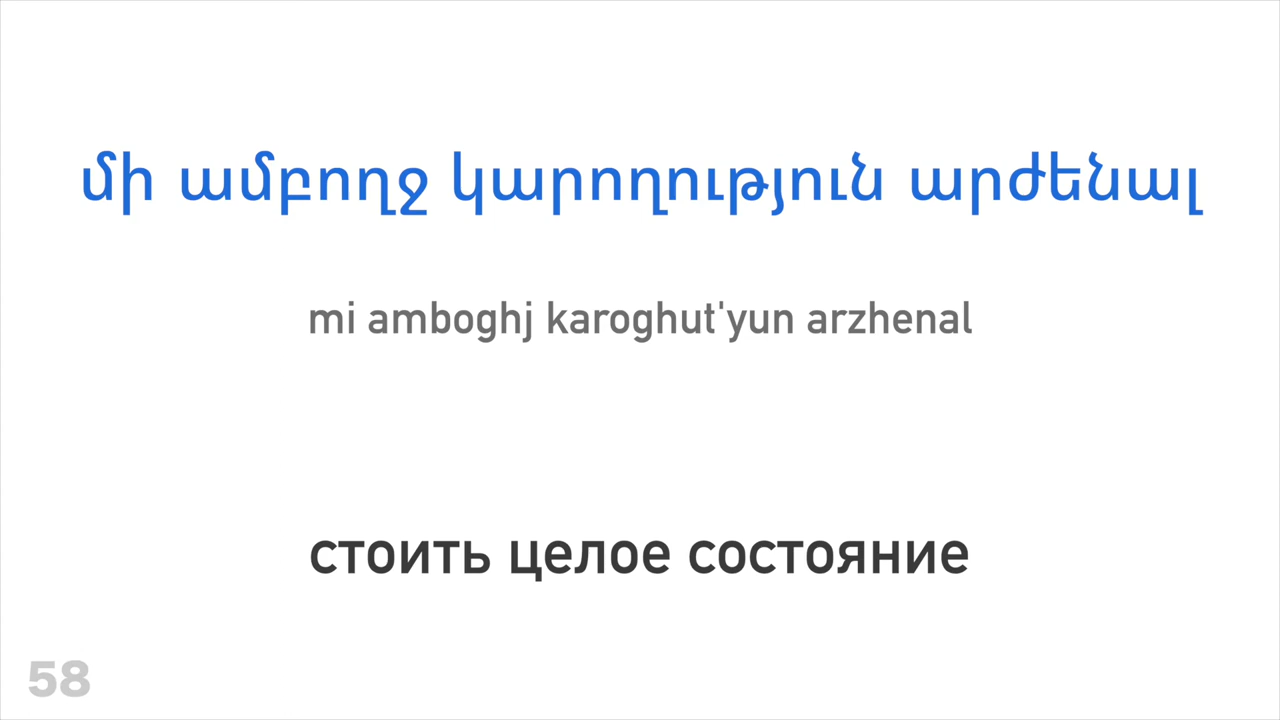 մի ամբողջ կարողություն արժենալ
mi amboghj karoghut'yun arzhenal
стоить целое состояние
58